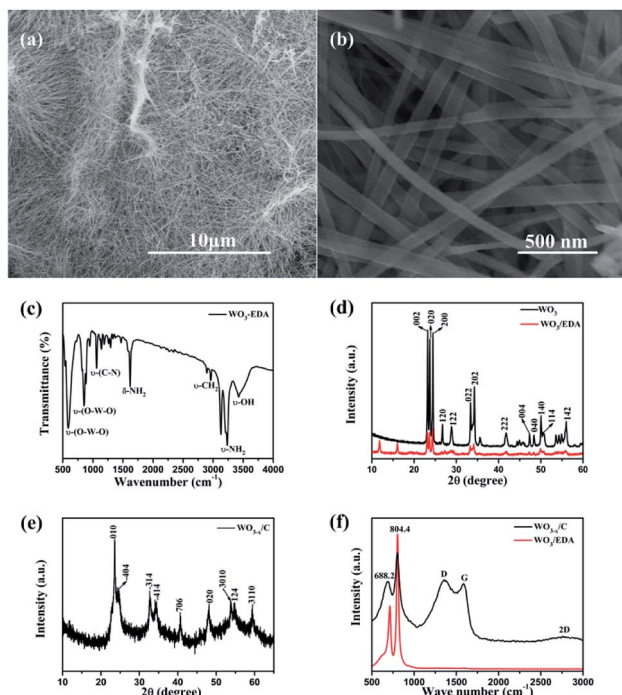 (a)
10μm
(b)
500 nm
(c)
WO₃-EDA
Transmittance (%)
υ-(C-N)
δ-NH₂
υ-CH₂
υ-OH
υ-(O-W-O)
υ-(O-W-O)
υ-NH₂
500 1000 1500 2000 2500 3000 3500 4000
Wavenumber (cm⁻¹)
(d)
WO₃
WO₃/EDA
Intensity (a.u.)
002
020
200
120
122
022
202
222
004
040
140
114
142
10 20 30 40 50 60
2θ (degree)
(e)
WO₃₋ₓ/C
Intensity (a.u.)
010
404
314
414
706
020
3010
124
3110
10 20 30 40 50 60
2θ (degree)
(f)
WO₃₋ₓ/C
WO₃/EDA
Intensity (a.u.)
804.4
688.2
D
G
2D
500 1000 1500 2000 2500 3000
Wave number (cm⁻¹)